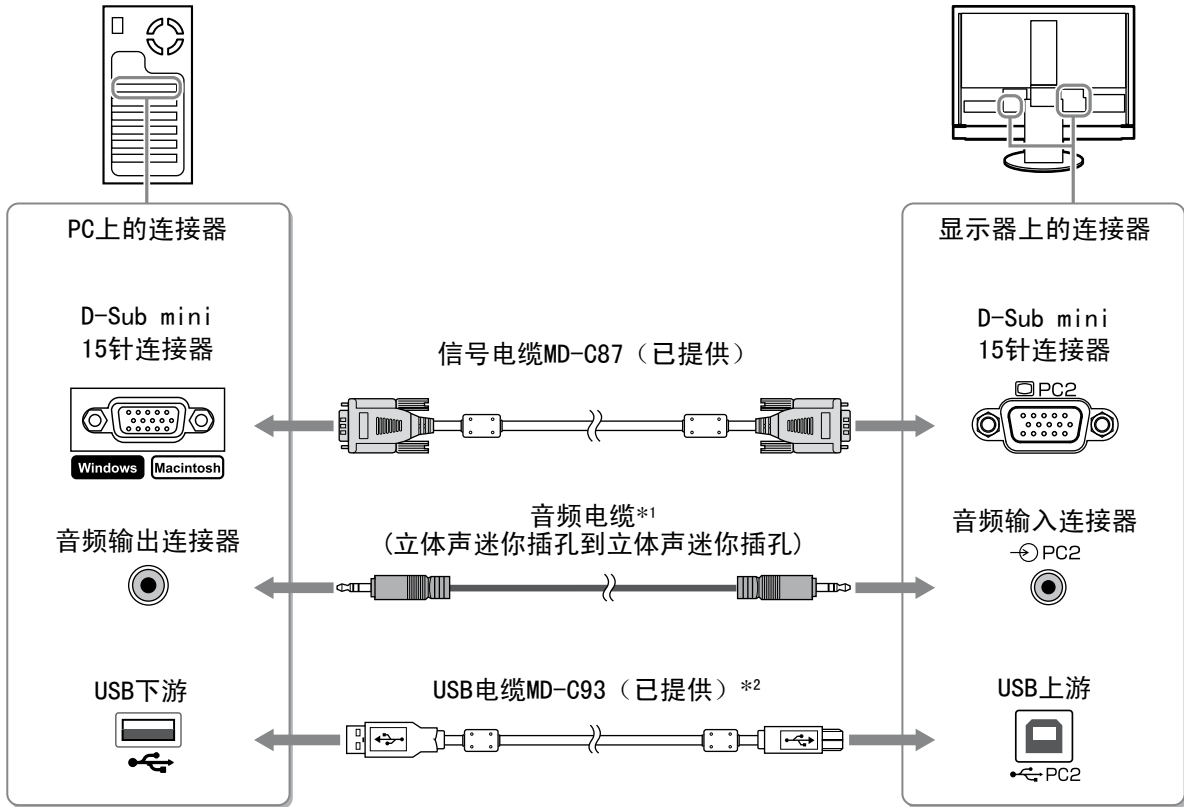 PC上的连接器
显示器上的连接器
D-Sub mini
15针连接器
信号电缆MD-C87（已提供）
D-Sub mini
15针连接器
PC2
Windows
Macintosh
音频输出连接器
音频电缆*1
(立体声迷你插孔到立体声迷你插孔)
音频输入连接器
PC2
USB下游
USB电缆MD-C93（已提供）*2
USB上游
PC2